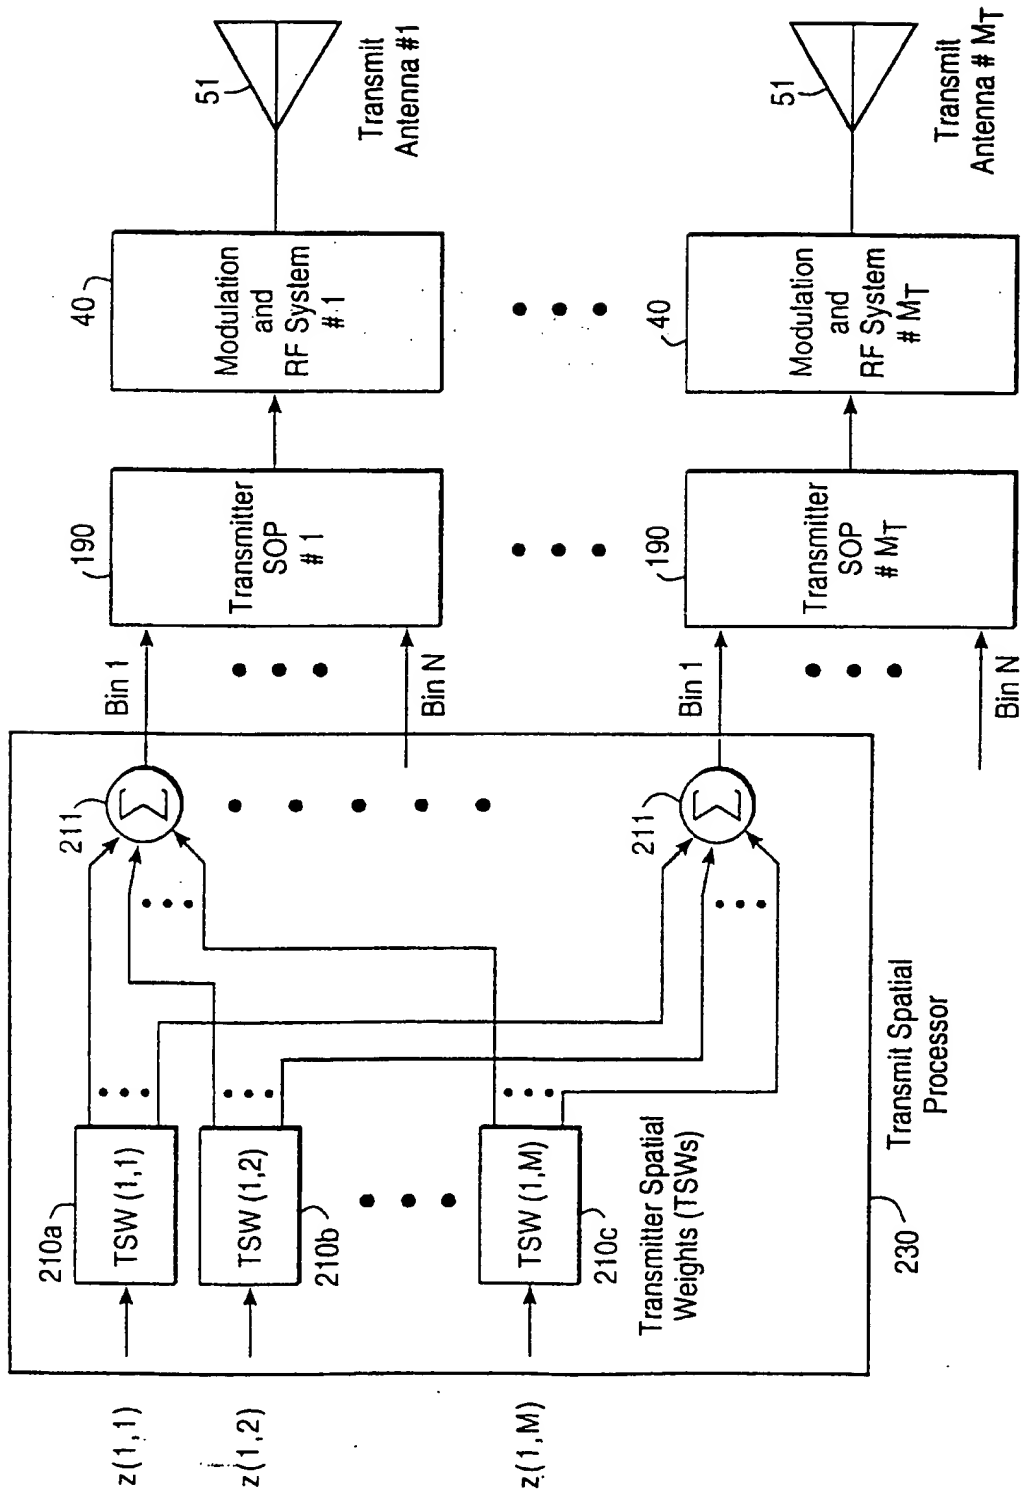 z(1,1)
z(1,2)
z(1,M)
210a
TSW (1,1)
TSW (1,2)
210b
TSW (1,M)
210c
Transmitter Spatial
Weights (TSWs)
230
Transmit Spatial
Processor
211
Σ
211
Σ
Bin 1
Bin N
Bin 1
Bin N
190
Transmitter
SOP
# 1
190
Transmitter
SOP
# MT
40
Modulation
and
RF System
# 1
40
Modulation
and
RF System
# MT
51
Transmit
Antenna #1
51
Transmit
Antenna # MT